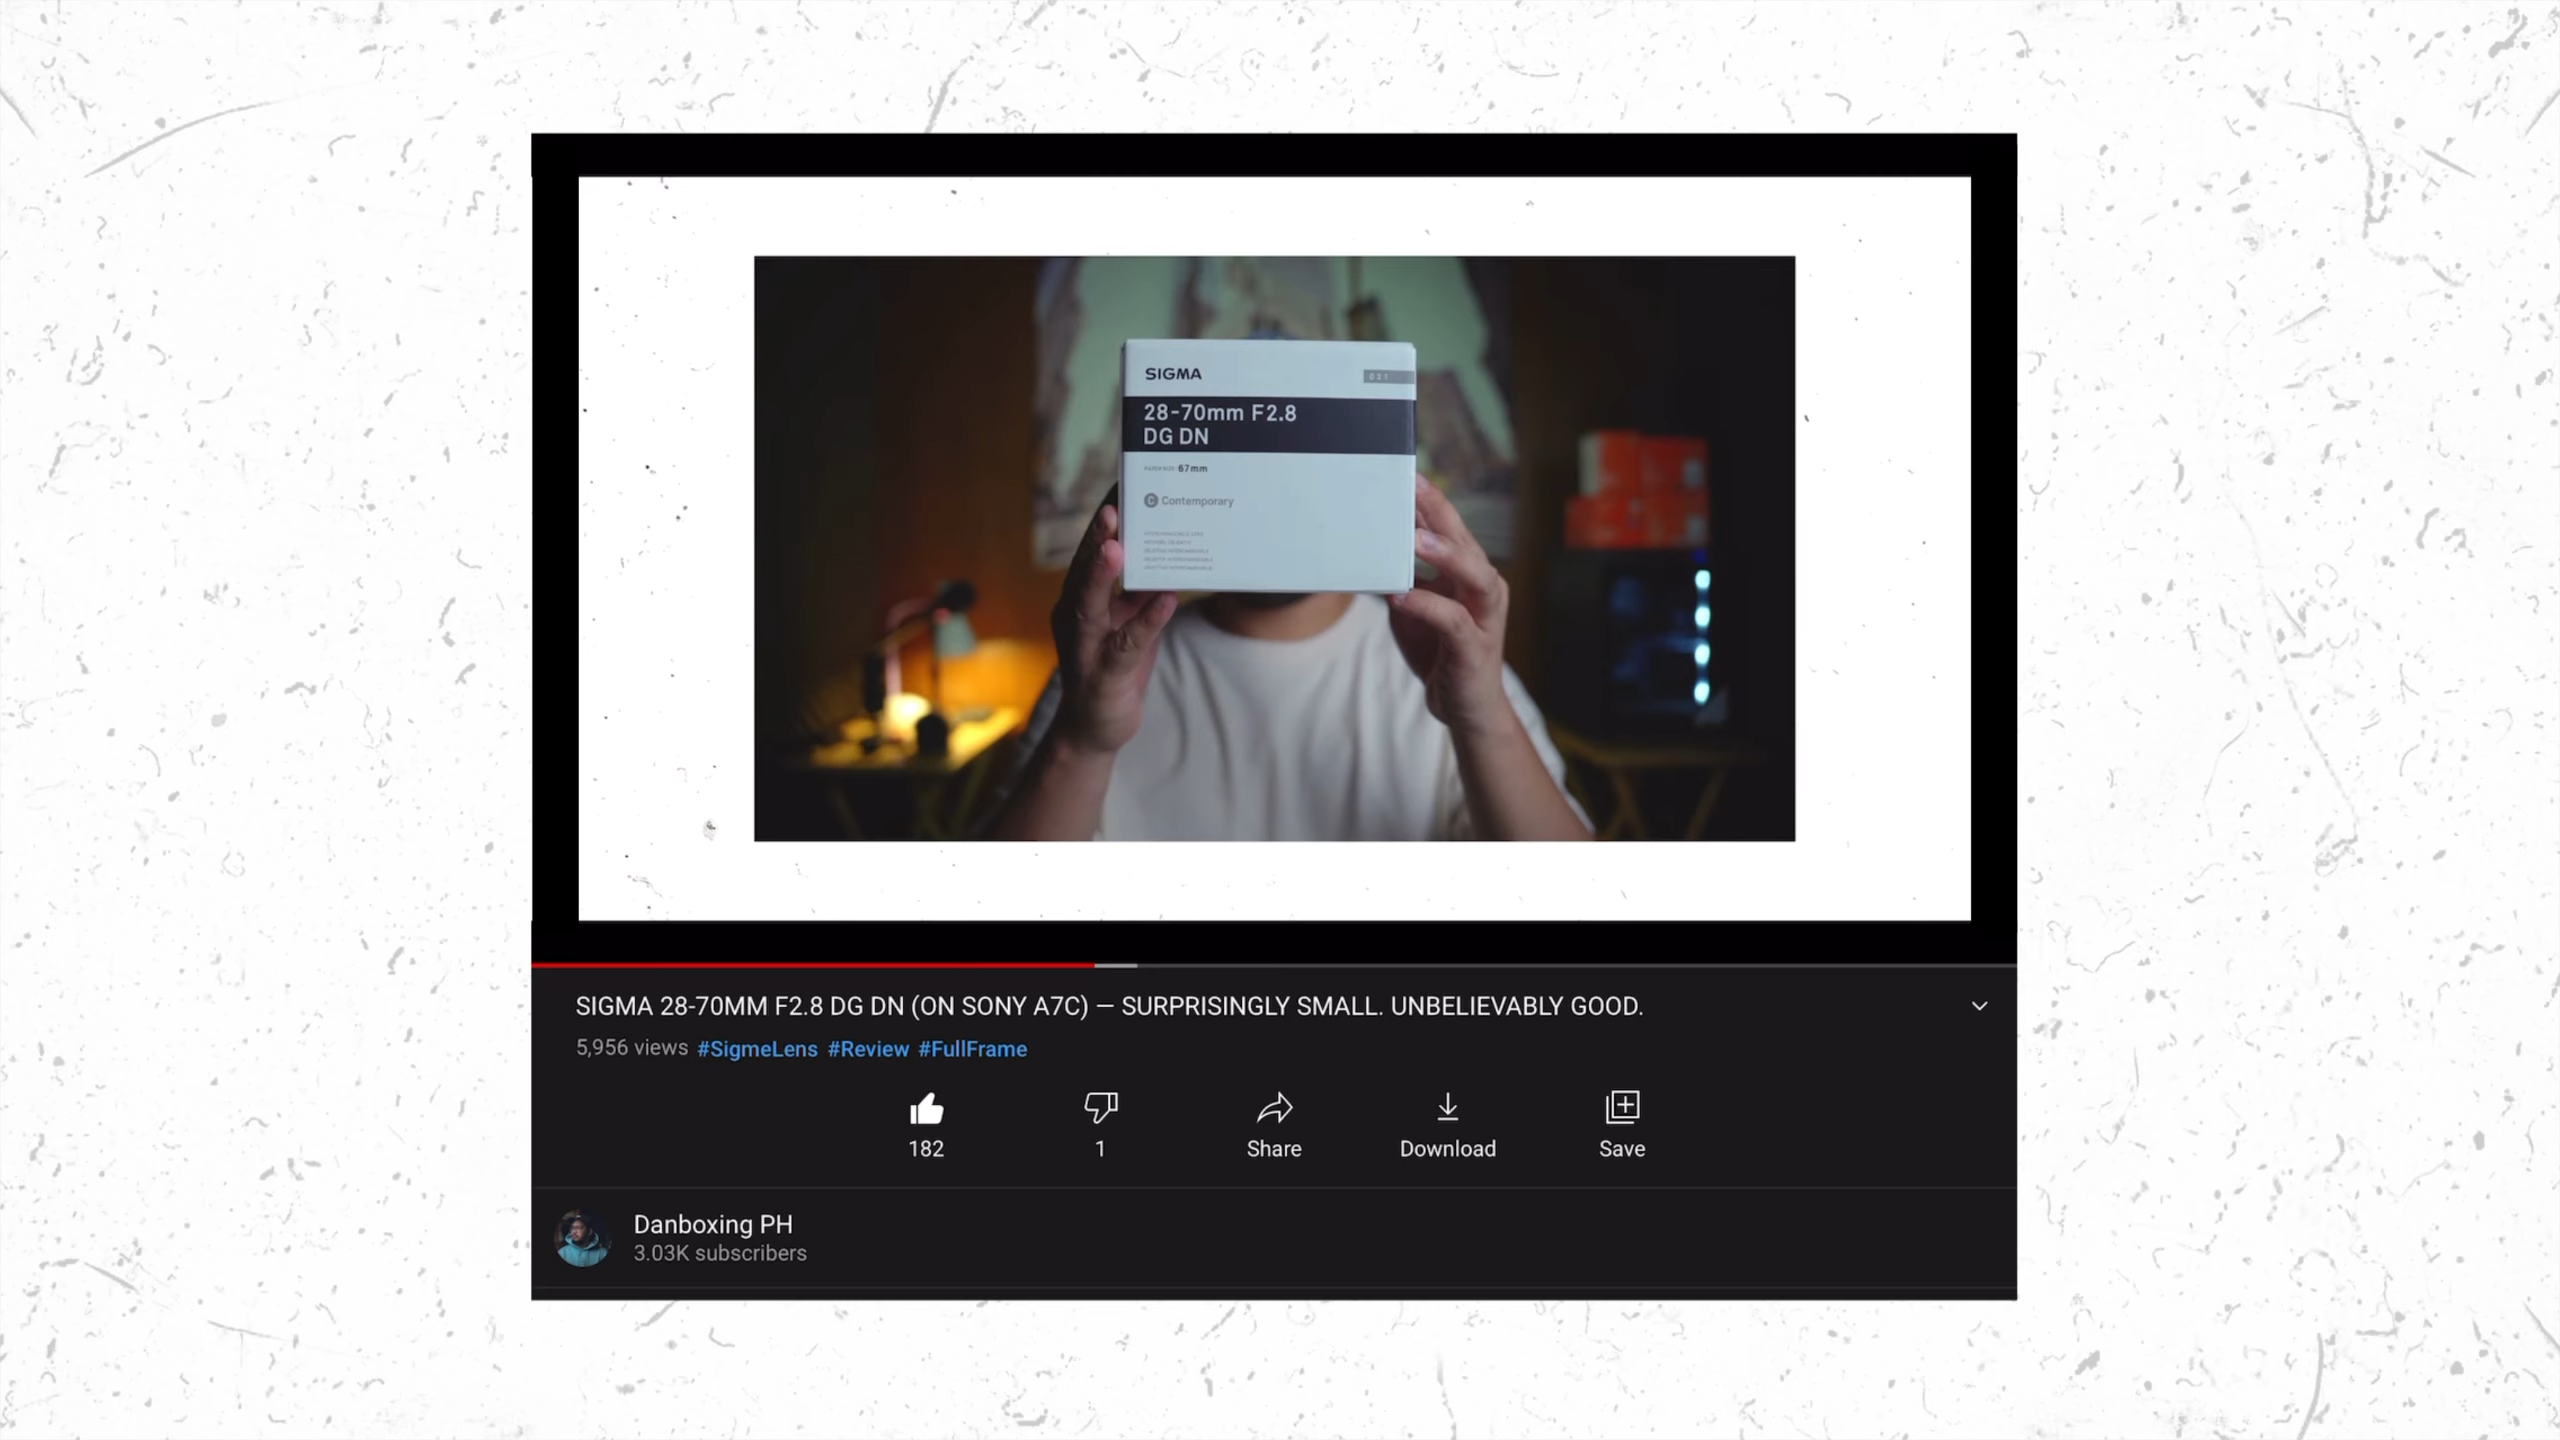 SIGMA
28-70mm F2.8
DG DN
67mm
Contemporary
SIGMA 28-70MM F2.8 DG DN (ON SONY A7C) — SURPRISINGLY SMALL. UNBELIEVABLY GOOD.
5,956 views #SigmeLens #Review #FullFrame
182
1
Share
Download
Save
Danboxing PH
3.03K subscribers